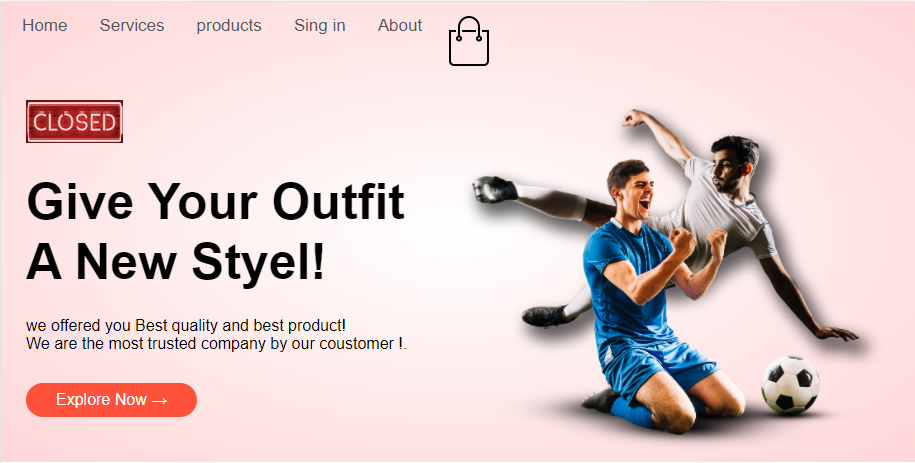 Home Services products Sing in About
CLOSED
Give Your Outfit
A New Styel!
we offered you Best quality and best product!
We are the most trusted company by our coustomer !.
Explore Now →